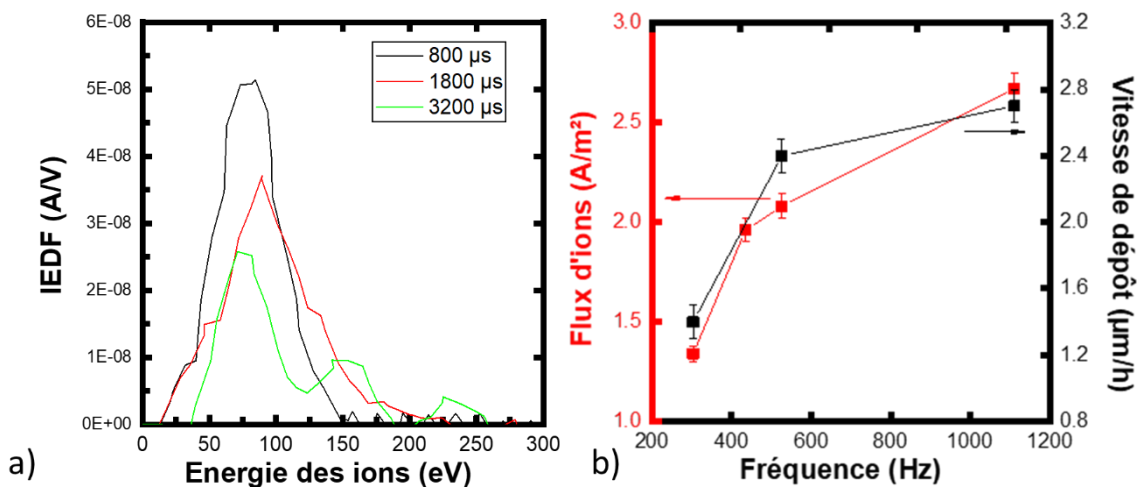 6E-08
5E-08
4E-08
3E-08
2E-08
1E-08
0E+00
IEDF (A/V)
800 µs
1800 µs
3200 µs
0 50 100 150 200 250 300
Energie des ions (eV)
a)
3.0
2.5
2.0
1.5
1.0
Flux d'ions (A/m²)
3.2
2.8
2.4
2.0
1.6
1.2
0.8
Vitesse de
dépôt (µm/h)
200 400 600 800 1000 1200
Fréquence (Hz)
b)